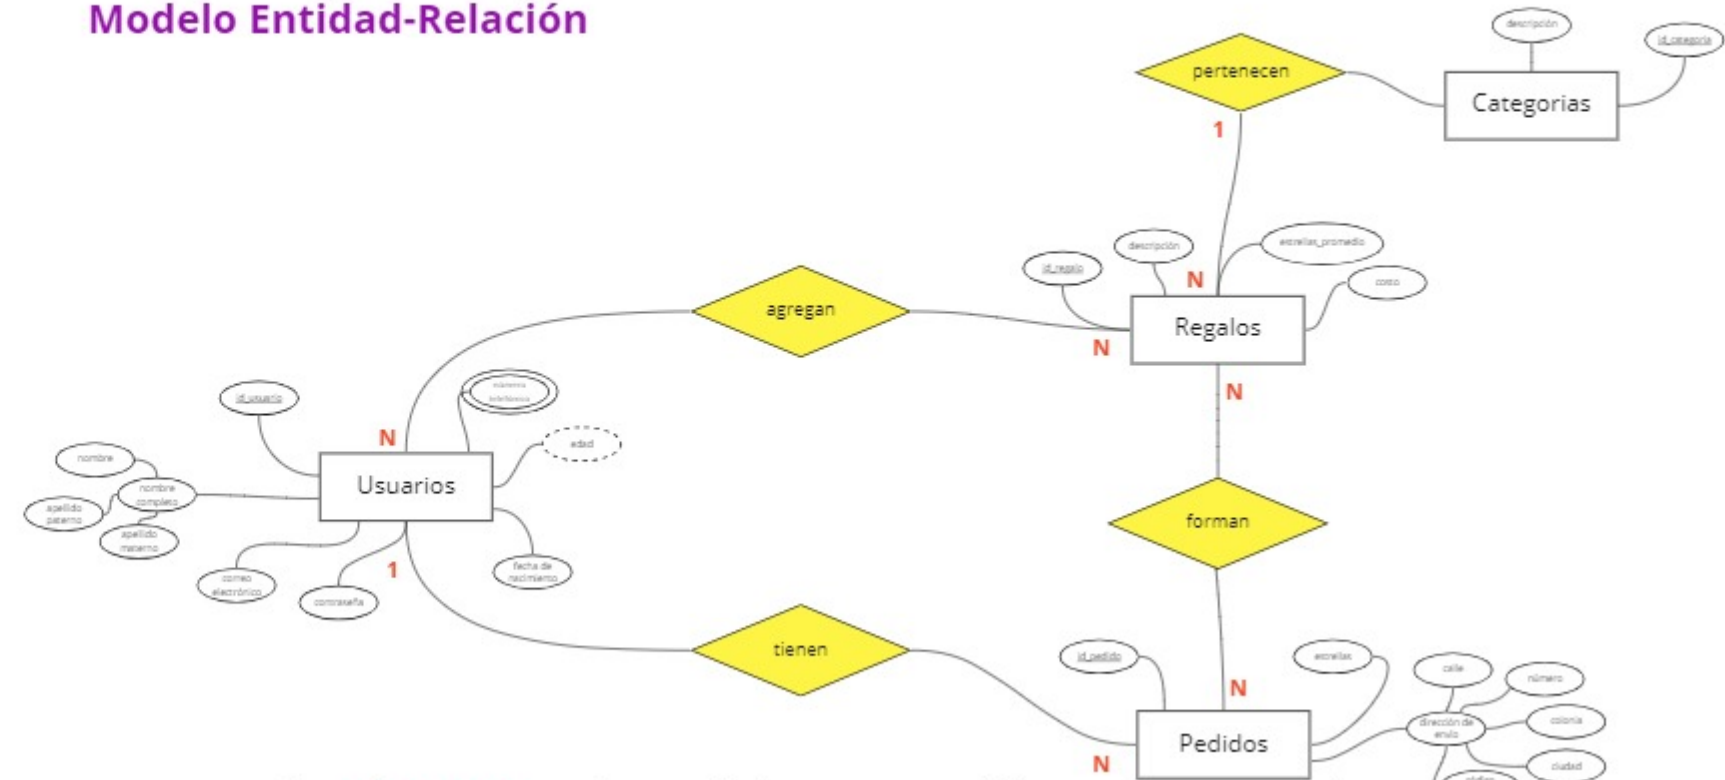 Modelo Entidad-Relación
descripción
id_categoria
pertenecen
Categorias
1
descripción
estrellas_promedio
id_regalo
N
costo
agregan
Regalos
N
número
telefónico
N
id_usuario
N
edad
nombre
Usuarios
nombre
completo
apellido
paterno
apellido
materno
forman
1
fecha de
nacimiento
correo
electrónico
contraseña
tienen
id_pedido
estrellas
calle
número
N
dirección de
envío
colonia
Pedidos
N
ciudad